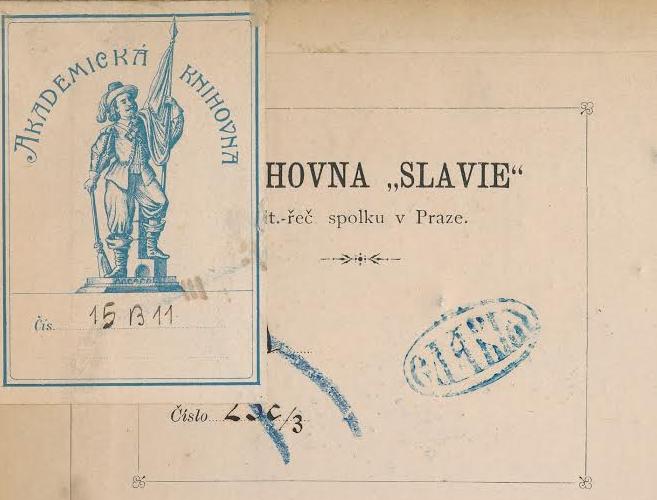 AKADEMICKÁ KNIHOVNA
Čís. 15 B 11
HOVNA „SLAVIE“
t.-řeč spolku v Praze.
Číslo